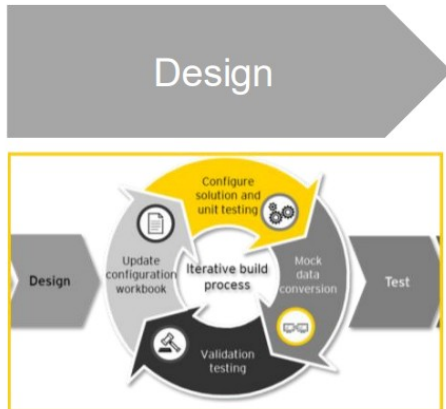 Design
Configure
solution and
unit testing
Design
Update
configuration
workbook
Iterative build
process
Mock
data
conversion
Test
Validation
testing